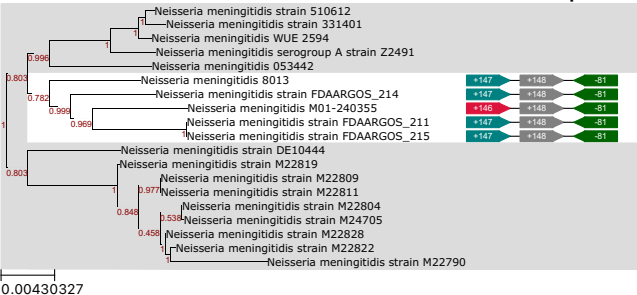 Neisseria meningitidis strain 510612
Neisseria meningitidis strain 331401
1
Neisseria meningitidis WUE 2594
1
Neisseria meningitidis serogroup A strain Z2491
0.996
Neisseria meningitidis 053442
0.803
Neisseria meningitidis 8013 +147 +148 -81
0.782
Neisseria meningitidis strain FDAARGOS_214 +147 +148 -81
0.999
Neisseria meningitidis M01-240355 +146 +148 -81
0.969
Neisseria meningitidis strain FDAARGOS_211 +147 +148 -81
1
1
Neisseria meningitidis strain FDAARGOS_215 +147 +148 -81
Neisseria meningitidis strain DE10444
Neisseria meningitidis strain M22819
0.803
Neisseria meningitidis strain M22809
1
0.977
Neisseria meningitidis strain M22811
Neisseria meningitidis strain M22804
0.848
0.538
Neisseria meningitidis strain M24705
0.458
Neisseria meningitidis strain M22828
Neisseria meningitidis strain M22822
1
1
Neisseria meningitidis strain M22790
0.00430327